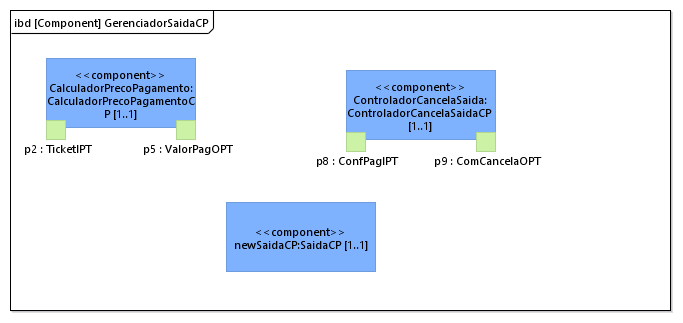 ibd [Component] GerenciadorSaidaCP
<<component>>
CalculadorPrecoPagamento:
CalculadorPrecoPagamentoC
P [1..1]
p2 : TicketIPT
p5 : ValorPagOPT
<<component>>
ControladorCancelaSaida:
ControladorCancelaSaidaCP
[1..1]
p8 : ConfPagIPT
p9 : ComCancelaOPT
<<component>>
newSaidaCP:SaidaCP [1..1]